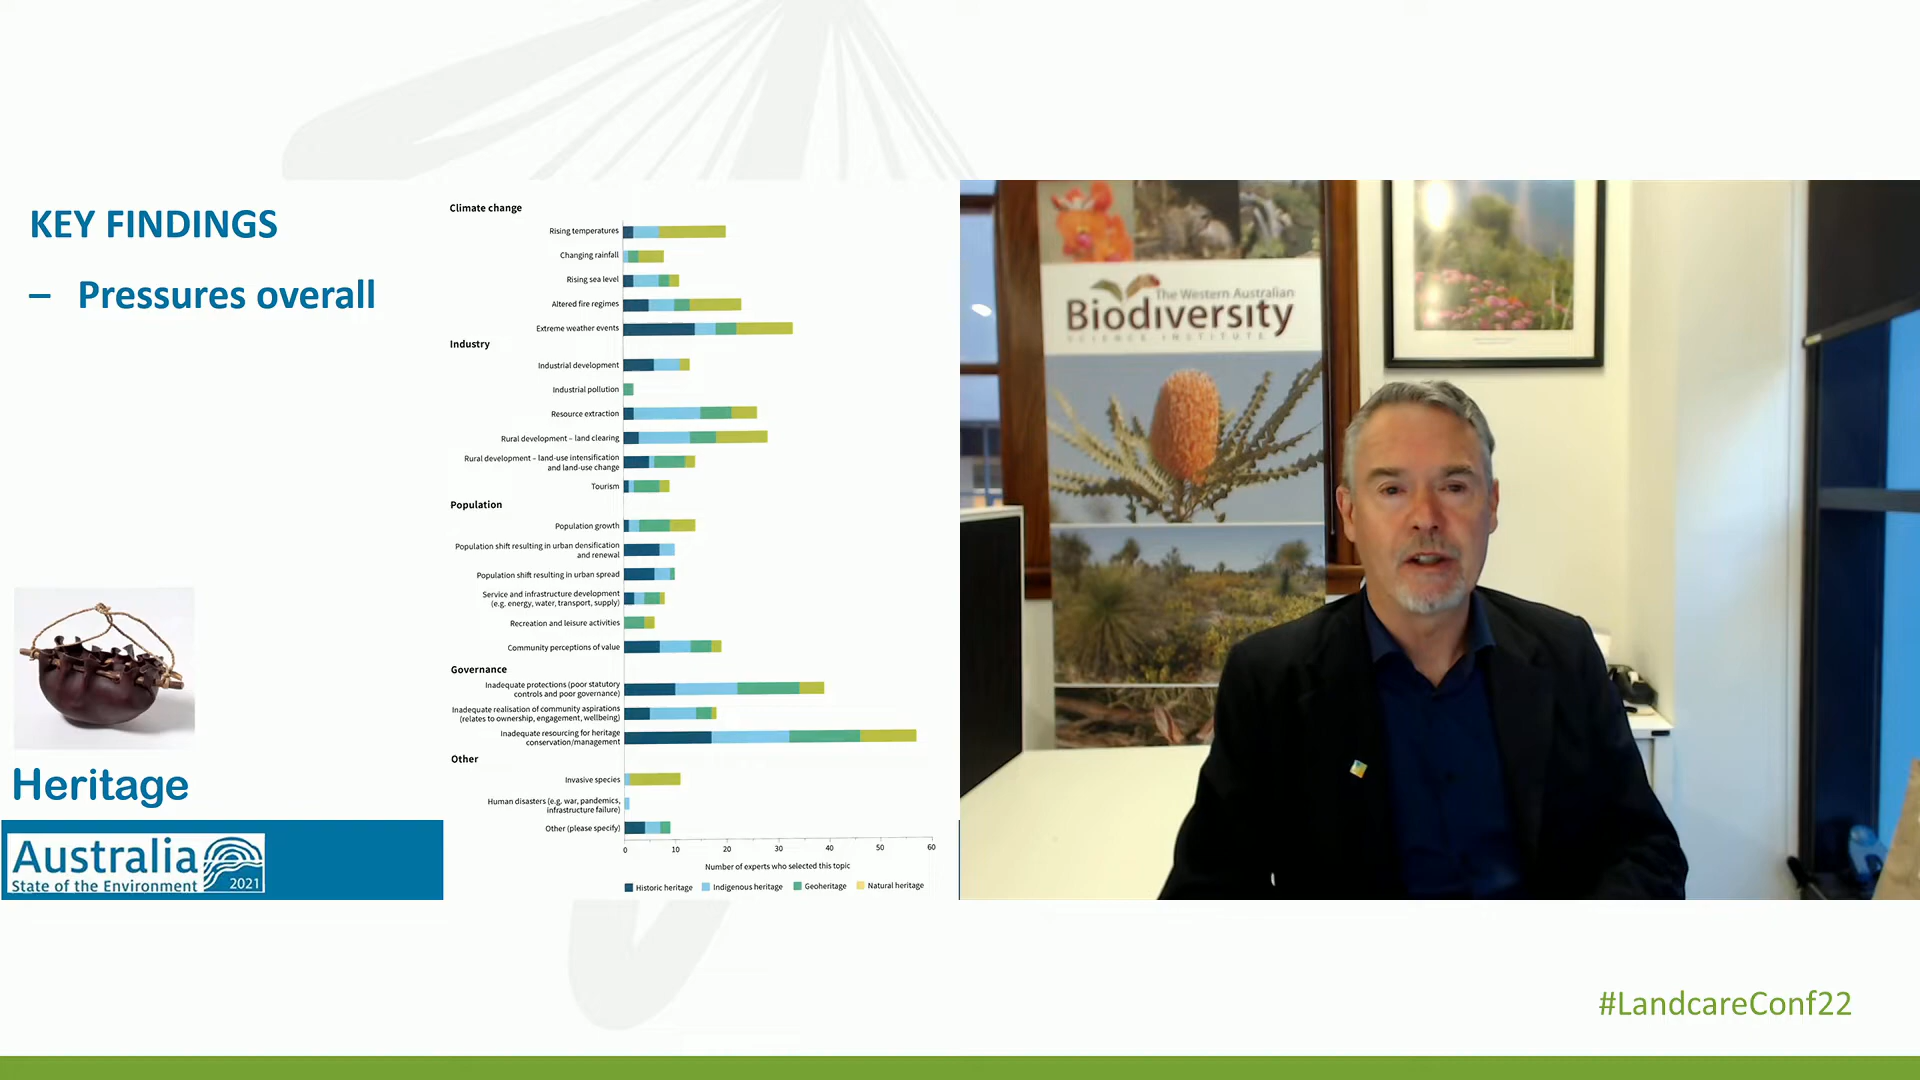 KEY FINDINGS
– Pressures overall
Heritage
Australia
State of the Environment 2021
Climate change
Rising temperatures
Changing rainfall
Rising sea level
Altered fire regimes
Extreme weather events
Industry
Industrial development
Industrial pollution
Resource extraction
Rural development – land clearing
Rural development – land-use intensification
and land-use change
Tourism
Population
Population growth
Population shift resulting in urban densification
and renewal
Population shift resulting in urban spread
Service and infrastructure development
(e.g. energy, water, transport, supply)
Recreation and leisure activities
Community perceptions of value
Governance
Inadequate protections (poor statutory
controls and poor governance)
Inadequate realisation of community aspirations
(relates to ownership, engagement, wellbeing)
Inadequate resourcing for heritage
conservation/management
Other
Invasive species
Human disasters (e.g. war, pandemics,
infrastructure failure)
Other (please specify)
0 10 20 30 40 50 60
Number of experts who selected this topic
Historic heritage Indigenous heritage Geoheritage Natural heritage
The Western Australian
Biodiversity
SCIENCE INSTITUTE
#LandcareConf22